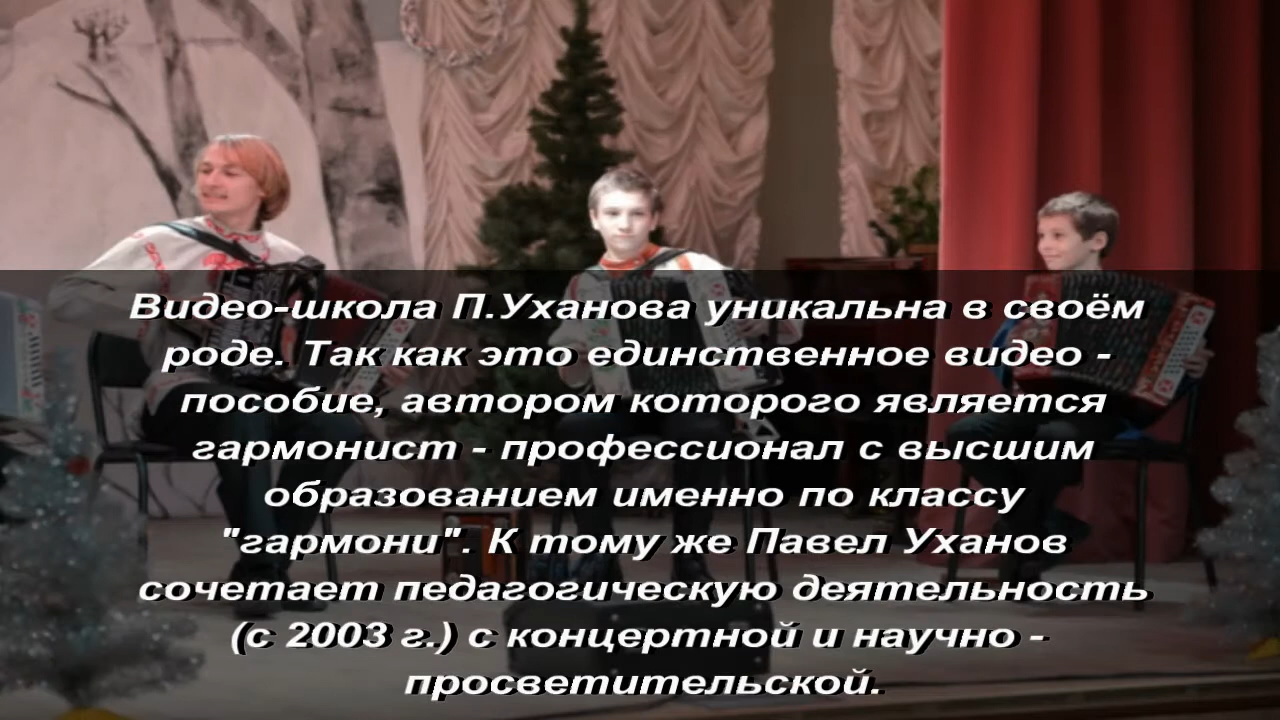 Видео-школа П.Уханова уникальна в своём
роде. Так как это единственное видео -
пособие, автором которого является
гармонист - профессионал с высшим
образованием именно по классу
"гармони". К тому же Павел Уханов
сочетает педагогическую деятельность
(с 2003 г.) с концертной и научно -
просветительской.